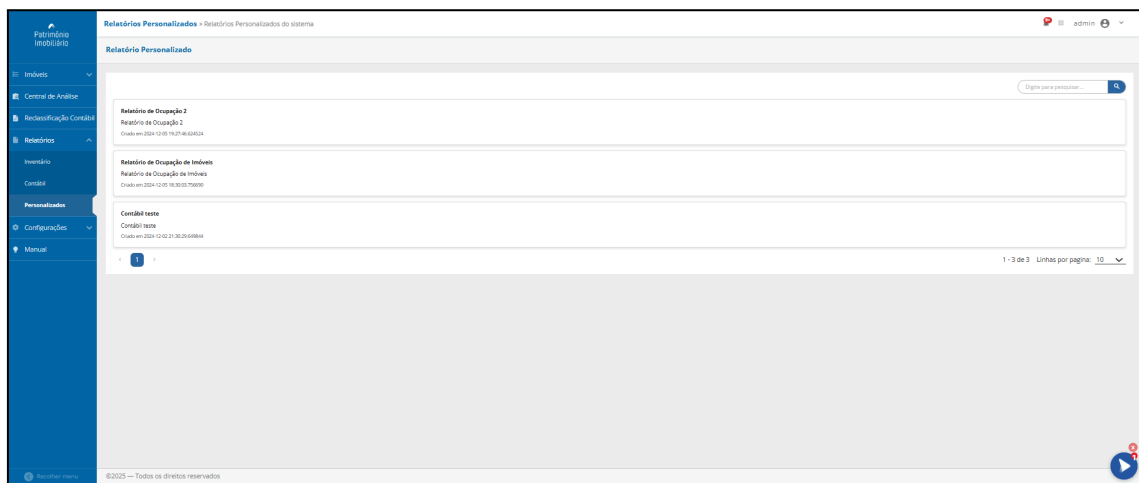 Patrimônio
Imobiliário
Imóveis
Central de Análise
Reclassificação Contábil
Relatórios
Inventário
Contábil
Personalizados
Configurações
Manual
Recolher menu
Relatórios Personalizados » Relatórios Personalizados do sistema
admin
Relatório Personalizado
Digite para pesquisar...
Relatório de Ocupação 2
Relatório de Ocupação 2
Criado em 2024-12-05 19:27:46.624524
Relatório de Ocupação de Imóveis
Relatório de Ocupação de Imóveis
Criado em 2024-12-05 18:30:03.756690
Contábil teste
Contábil teste
Criado em 2024-12-02 21:30:29.649844
1
1 - 3 de 3 Linhas por pagina: 10
©2025 — Todos os direitos reservados